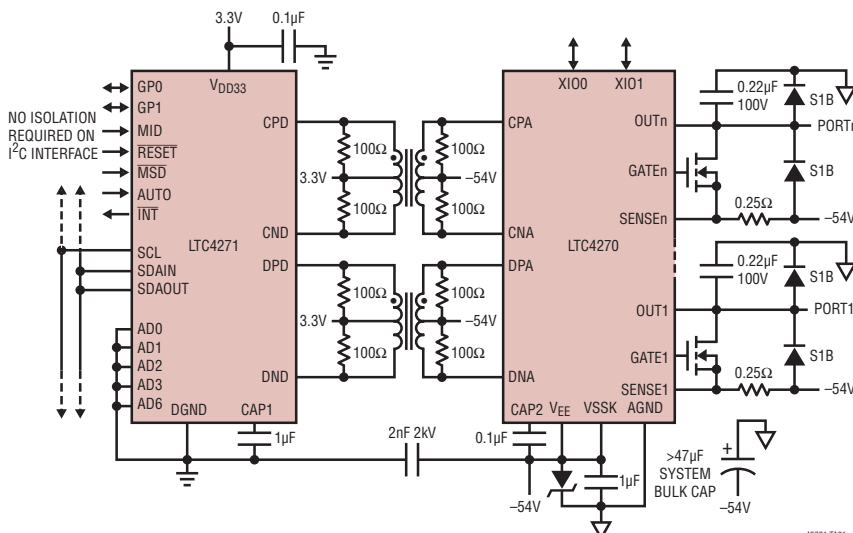 3.3V
0.1µF
VDD33
GP0
GP1
MID
RESET
MSD
AUTO
INT
SCL
SDAIN
SDAOUT
AD0
AD1
AD2
AD3
AD6
NO ISOLATION
REQUIRED ON
I2C INTERFACE
LTC4271
CPD
CND
DPD
DND
DGND
CAP1
1µF
3.3V
100Ω
100Ω
100Ω
100Ω
–54V
3.3V
100Ω
100Ω
100Ω
100Ω
–54V
2nF 2kV
XIO0
XIO1
CPA
CNA
DPA
DNA
LTC4270
OUTn
GATEn
SENSEn
OUT1
GATE1
SENSE1
CAP2
VEE
VSSK
AGND
0.1µF
–54V
1µF
0.22µF
100V
S1B
PORTn
S1B
0.25Ω
–54V
0.22µF
100V
S1B
PORT1
S1B
0.25Ω
–54V
>47µF
SYSTEM
BULK CAP
+
–54V